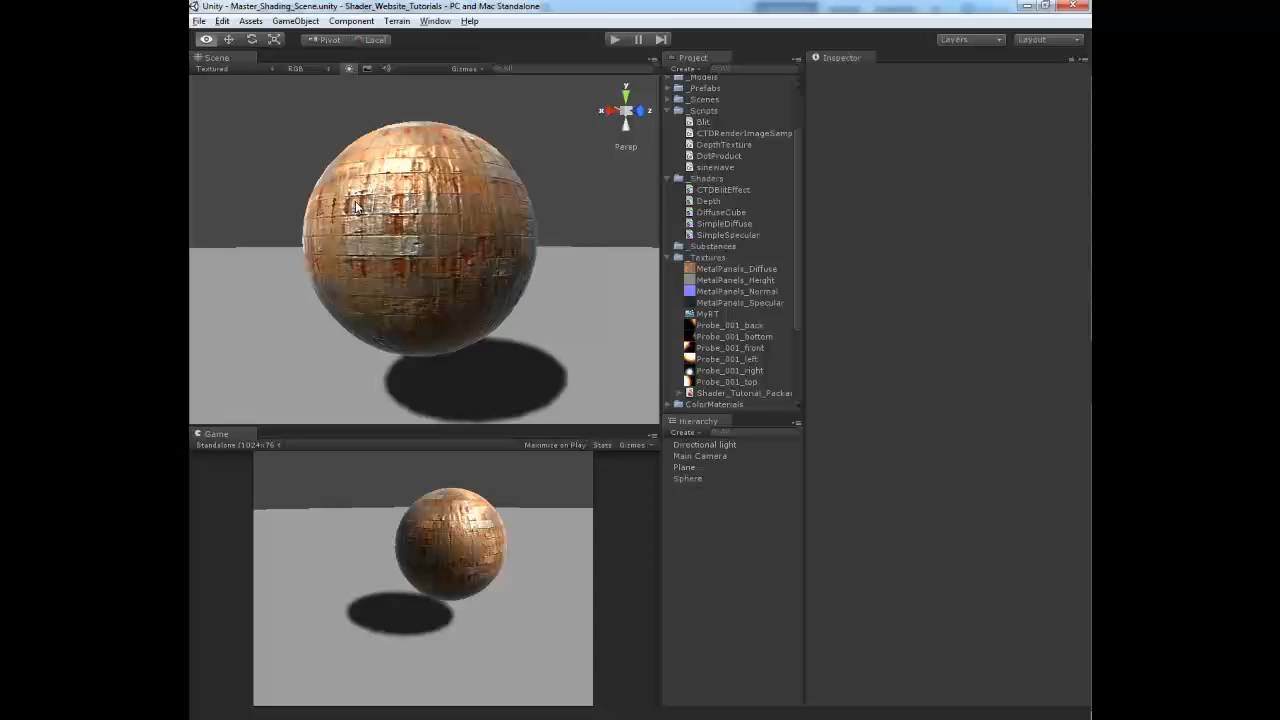 Unity - Master_Shading_Scene.unity - Shader_Website_Tutorials - PC and Mac Standalone
File Edit Assets GameObject Component Terrain Window Help
Pivot Local Layers Layout
Scene
Textured RGB Gizmos All
y
x z
Persp
Game
Standalone (1024x76
Maximize on Play Stats Gizmos
Project
Create
_Models
_Prefabs
_Scenes
_Scripts
Blit
CTDRenderImageSamp
DepthTexture
DotProduct
sinewave
_Shaders
CTDBlitEffect
Depth
DiffuseCube
SimpleDiffuse
SimpleSpecular
_Substances
_Textures
MetalPanels_Diffuse
MetalPanels_Height
MetalPanels_Normal
MetalPanels_Specular
MyRT
Probe_001_back
Probe_001_bottom
Probe_001_front
Probe_001_left
Probe_001_right
Probe_001_top
Shader_Tutorial_Packa
ColorMaterials
Hierarchy
Create
Directional light
Main Camera
Plane
Sphere
Inspector